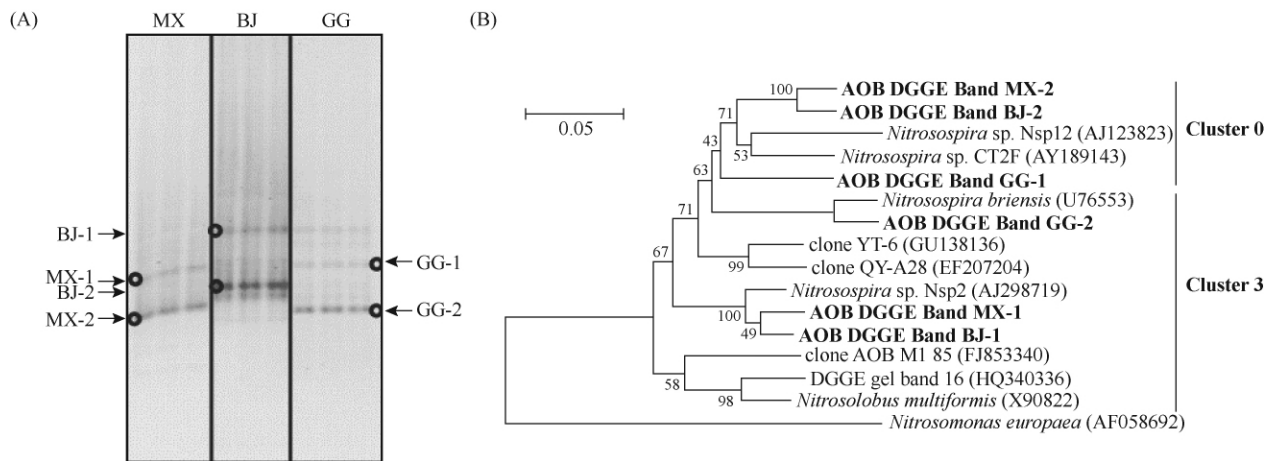 (A)
MX BJ GG
BJ-1
MX-1
BJ-2
MX-2
GG-1
GG-2
(B)
0.05
100
AOB DGGE Band MX-2
AOB DGGE Band BJ-2
71
Nitrosospira sp. Nsp12 (AJ123823)
53
Nitrosospira sp. CT2F (AY189143)
43
AOB DGGE Band GG-1
Cluster 0
63
Nitrosospira briensis (U76553)
AOB DGGE Band GG-2
71
clone YT-6 (GU138136)
99
clone QY-A28 (EF207204)
67
Nitrosospira sp. Nsp2 (AJ298719)
100
AOB DGGE Band MX-1
49
AOB DGGE Band BJ-1
Cluster 3
clone AOB M1 85 (FJ853340)
58
DGGE gel band 16 (HQ340336)
98
Nitrosolobus multiformis (X90822)
Nitrosomonas europaea (AF058692)